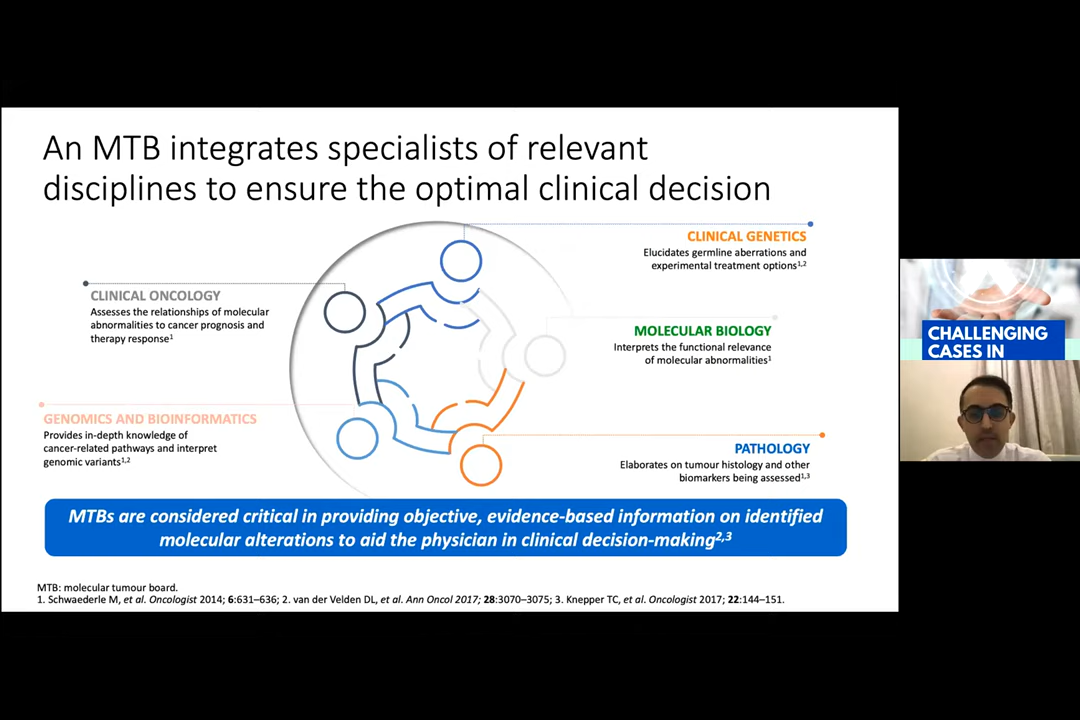 An MTB integrates specialists of relevant
disciplines to ensure the optimal clinical decision
CLINICAL GENETICS
Elucidates germline aberrations and
experimental treatment options1,2
CLINICAL ONCOLOGY
Assesses the relationships of molecular
abnormalities to cancer prognosis and
therapy response1
MOLECULAR BIOLOGY
Interprets the functional relevance
of molecular abnormalities1
GENOMICS AND BIOINFORMATICS
Provides in-depth knowledge of
cancer-related pathways and interpret
genomic variants1,2
PATHOLOGY
Elaborates on tumour histology and other
biomarkers being assessed1,3
MTBs are considered critical in providing objective, evidence-based information on identified
molecular alterations to aid the physician in clinical decision-making2,3
MTB: molecular tumour board.
1. Schwaederle M, et al. Oncologist 2014; 6:631–636; 2. van der Velden DL, et al. Ann Oncol 2017; 28:3070–3075; 3. Knepper TC, et al. Oncologist 2017; 22:144–151.
CHALLENGING
CASES IN